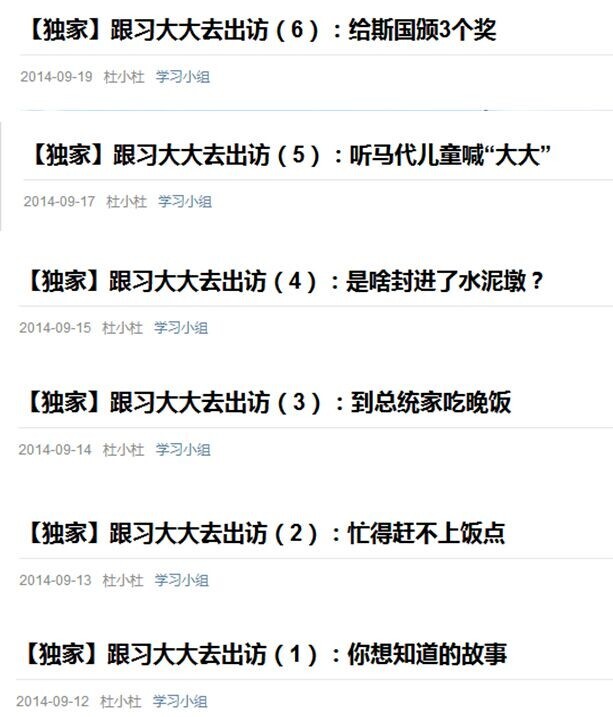 【独家】跟习大大去出访（6）：给斯国颁3个奖
2014-09-19 杜小杜 学习小组
【独家】跟习大大去出访（5）：听马代儿童喊“大大”
2014-09-17 杜小杜 学习小组
【独家】跟习大大去出访（4）：是啥封进了水泥墩？
2014-09-15 杜小杜 学习小组
【独家】跟习大大去出访（3）：到总统家吃晚饭
2014-09-14 杜小杜 学习小组
【独家】跟习大大去出访（2）：忙得赶不上饭点
2014-09-13 杜小杜 学习小组
【独家】跟习大大去出访（1）：你想知道的故事
2014-09-12 杜小杜 学习小组